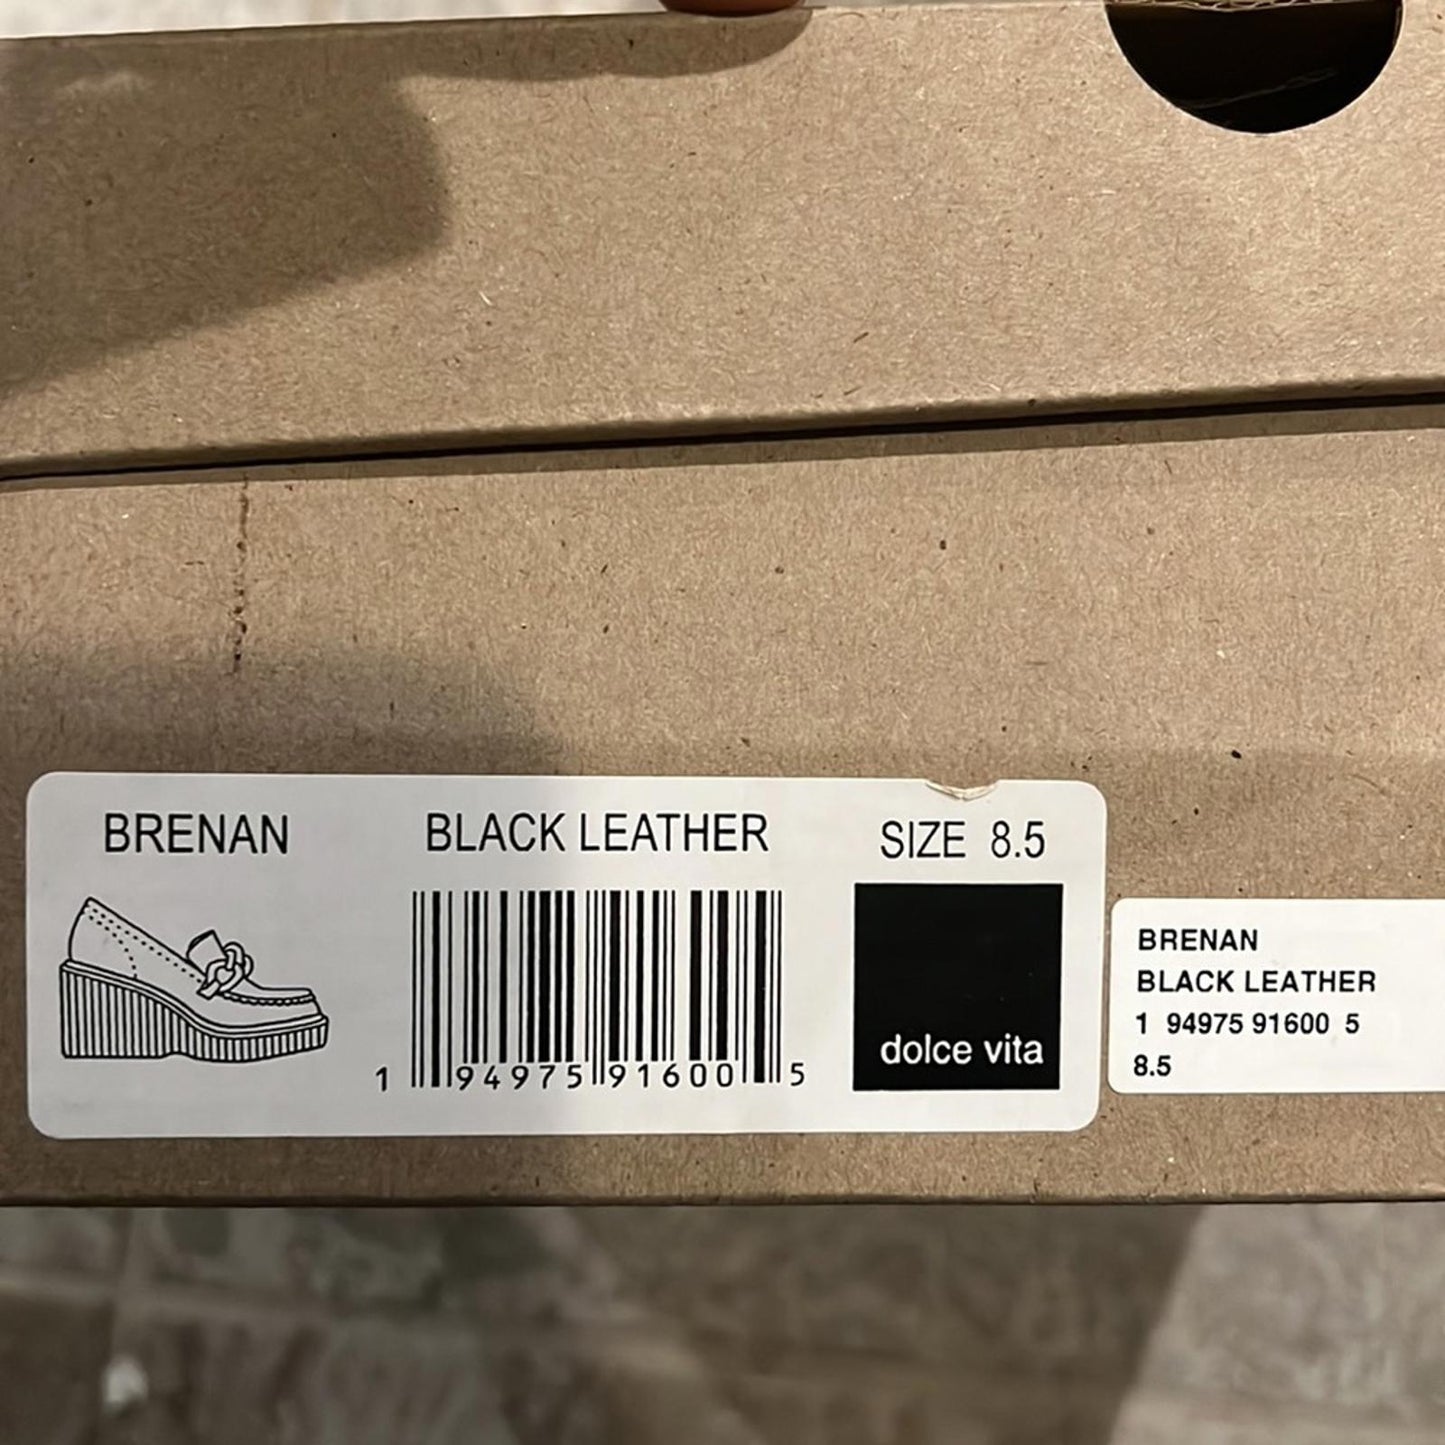 BRENAN BLACK LEATHER SIZE 8.5
dolce vita
1 94975 91600 5
BRENAN
BLACK LEATHER
1 94975 91600 5
8.5